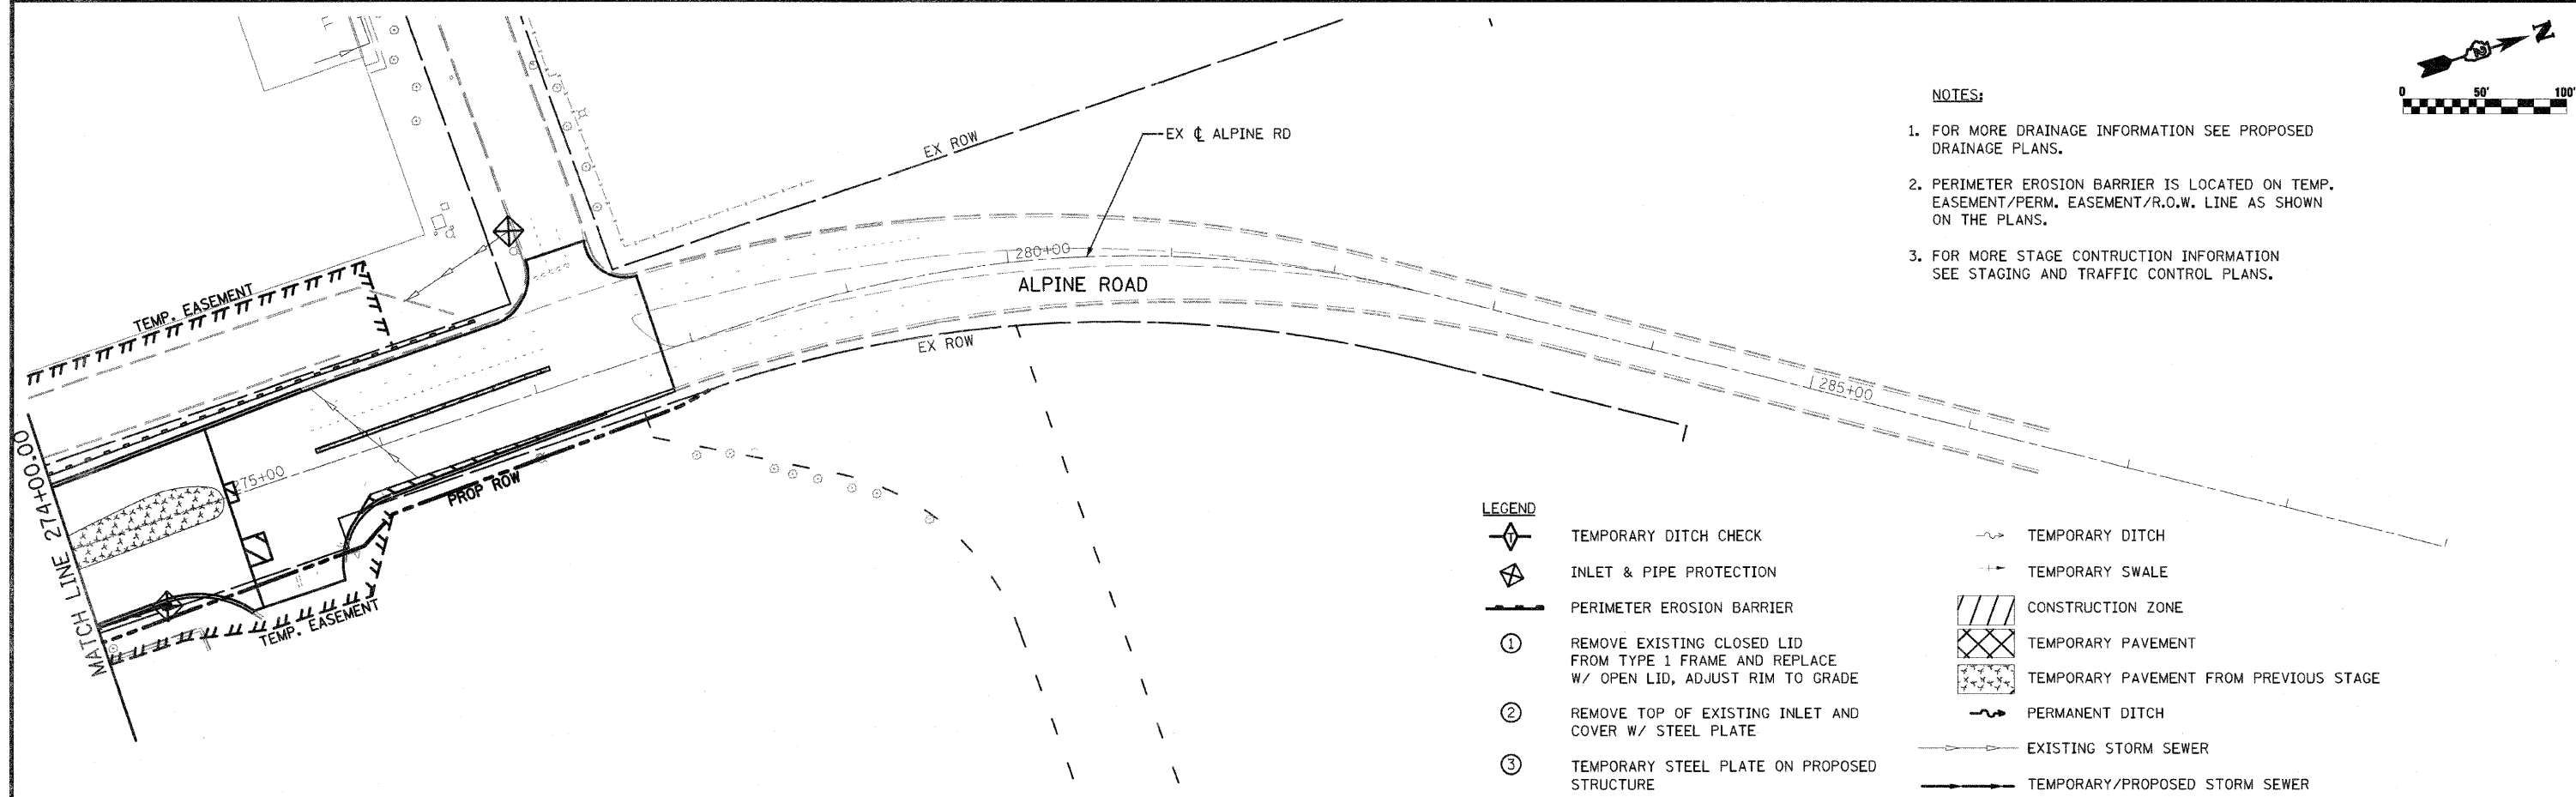 N
0 50' 100'
NOTES:
1. FOR MORE DRAINAGE INFORMATION SEE PROPOSED
DRAINAGE PLANS.
2. PERIMETER EROSION BARRIER IS LOCATED ON TEMP.
EASEMENT/PERM. EASEMENT/R.O.W. LINE AS SHOWN
ON THE PLANS.
3. FOR MORE STAGE CONTRUCTION INFORMATION
SEE STAGING AND TRAFFIC CONTROL PLANS.
EX ROW
EX ℄ ALPINE RD
280+00
ALPINE ROAD
EX ROW
TEMP. EASEMENT
285+00
MATCH LINE 274+00.00
275+00
PROP ROW
TEMP. EASEMENT
LEGEND
T TEMPORARY DITCH CHECK
INLET & PIPE PROTECTION
PERIMETER EROSION BARRIER
1 REMOVE EXISTING CLOSED LID
FROM TYPE 1 FRAME AND REPLACE
W/ OPEN LID, ADJUST RIM TO GRADE
2 REMOVE TOP OF EXISTING INLET AND
COVER W/ STEEL PLATE
3 TEMPORARY STEEL PLATE ON PROPOSED
STRUCTURE
TEMPORARY DITCH
TEMPORARY SWALE
CONSTRUCTION ZONE
TEMPORARY PAVEMENT
TEMPORARY PAVEMENT FROM PREVIOUS STAGE
PERMANENT DITCH
EXISTING STORM SEWER
TEMPORARY/PROPOSED STORM SEWER